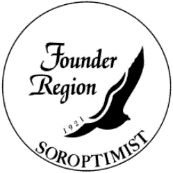 Founder
Region
1921
SOROPTIMIST